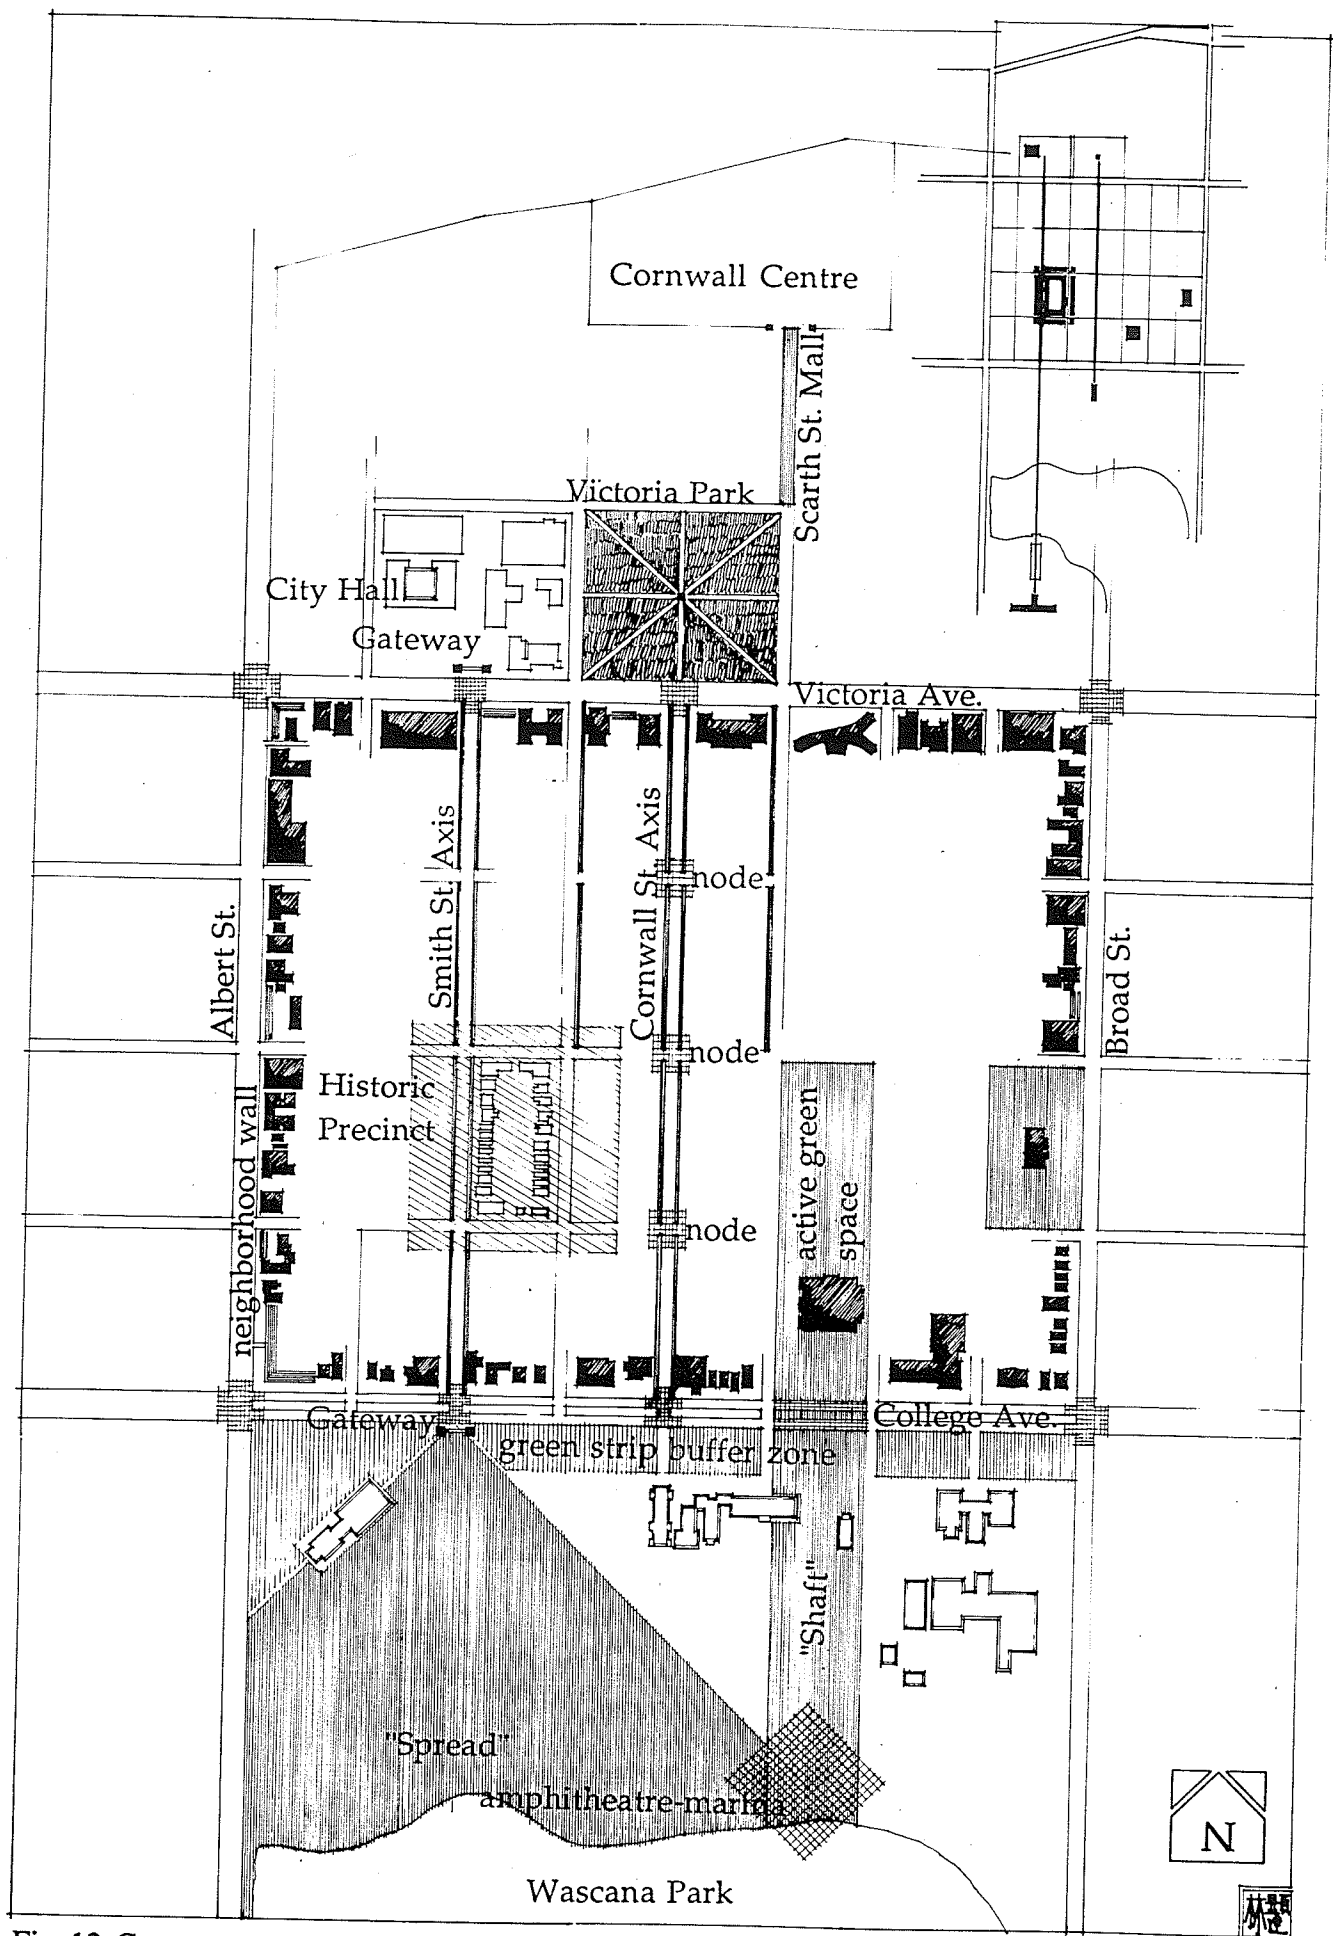 Cornwall Centre
Scarth St. Mall
Victoria Park
City Hall
Gateway
Victoria Ave.
Smith St. Axis
Cornwall St. Axis
node
Albert St.
Broad St.
node
Historic
Precinct
neighborhood wall
active green
space
node
Gateway
College Ave.
green strip buffer zone
"Shaft"
"Spread"
amphitheatre-marina
N
Wascana Park